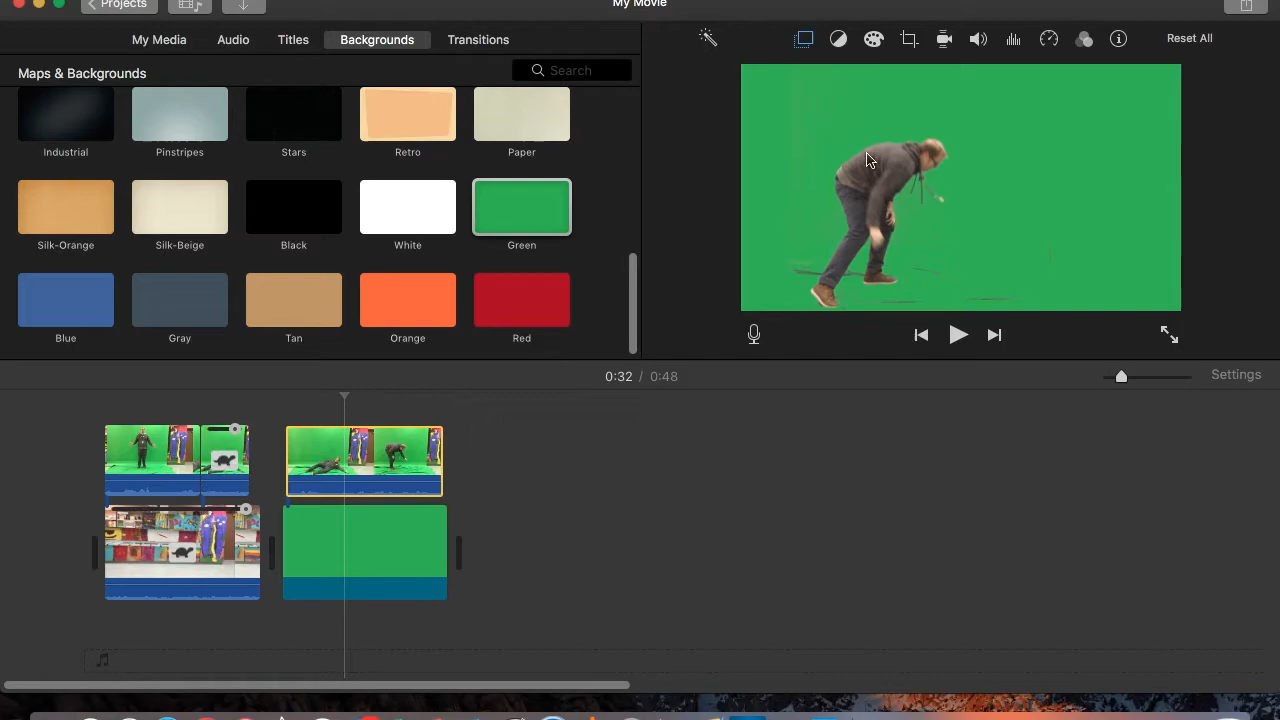 Projects
My Movie
My Media Audio Titles Backgrounds Transitions
Reset All
Maps & Backgrounds
Search
Industrial Pinstripes Stars Retro Paper
Silk-Orange Silk-Beige Black White Green
Blue Gray Tan Orange Red
0:32 / 0:48
Settings